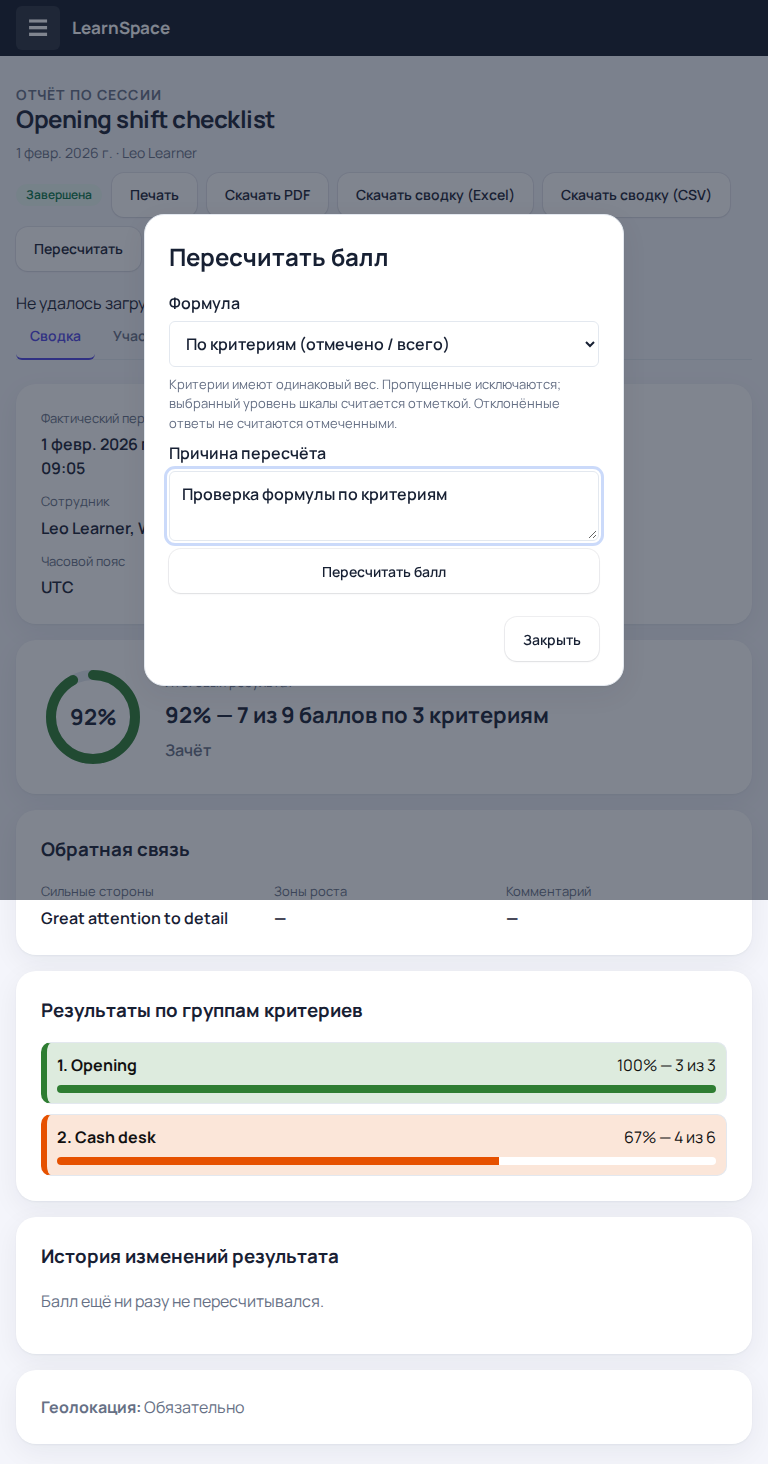 LearnSpace
ОТЧЁТ ПО СЕССИИ
Opening shift checklist
1 февр. 2026 г. · Leo Learner
Завершена
Печать
Скачать PDF
Скачать сводку (Excel)
Скачать сводку (CSV)
Пересчитать
Не удалось
Сводка
Пересчитать балл
Формула
По критериям (отмечено / всего)
Критерии имеют одинаковый вес. Пропущенные исключаются;
выбранный уровень шкалы считается отметкой. Отклонённые
ответы не считаются отмеченными.
Причина пересчёта
Проверка формулы по критериям
Пересчитать балл
Закрыть
Фактический
1 февр. 2026
09:05
Сотрудник
Leo Learner,
Часовой пояс
UTC
92%
92% — 7 из 9 баллов по 3 критериям
Зачёт
Обратная связь
Сильные стороны
Зоны роста
Комментарий
Great attention to detail
—
—
Результаты по группам критериев
1. Opening
100% — 3 из 3
2. Cash desk
67% — 4 из 6
История изменений результата
Балл ещё ни разу не пересчитывался.
Геолокация: Обязательно